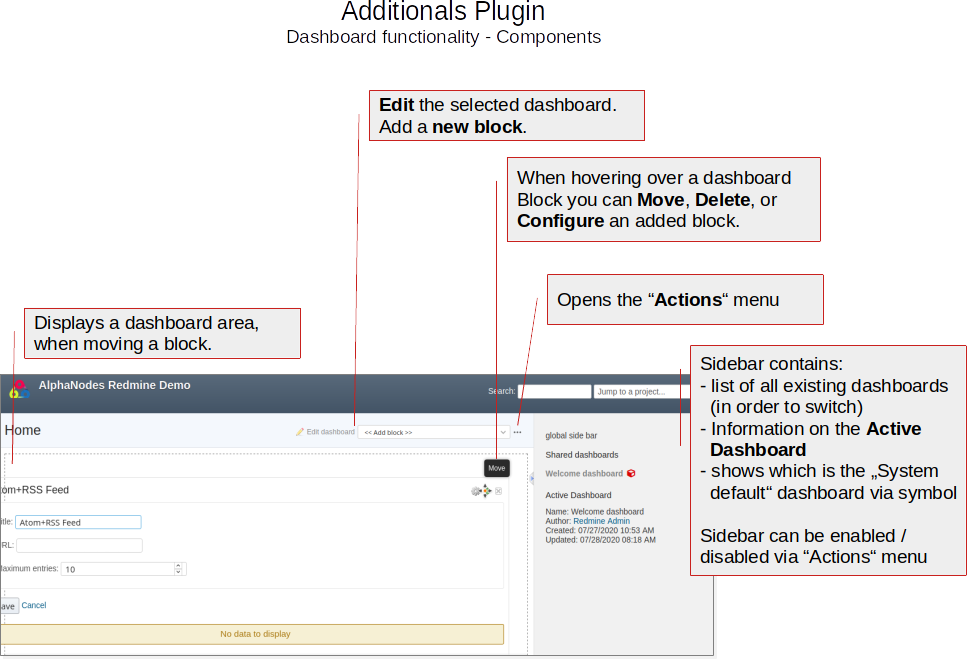 Additionals Plugin
Dashboard functionality - Components
Edit the selected dashboard.
Add a new block.
When hovering over a dashboard
Block you can Move, Delete, or
Configure an added block.
Opens the “Actions“ menu
Displays a dashboard area,
when moving a block.
Sidebar contains:
- list of all existing dashboards
(in order to switch)
- Information on the Active
Dashboard
- shows which is the „System
default“ dashboard via symbol
Sidebar can be enabled /
disabled via “Actions“ menu
AlphaNodes Redmine Demo
Search:
Jump to a project...
Home
Edit dashboard
<< Add block >>
...
Move
tom+RSS Feed
itle:
Atom+RSS Feed
RL:
Maximum entries:
10
ave
Cancel
No data to display
global side bar
Shared dashboards
Welcome dashboard
Active Dashboard
Name: Welcome dashboard
Author: Redmine Admin
Created: 07/27/2020 10:53 AM
Updated: 07/28/2020 08:18 AM